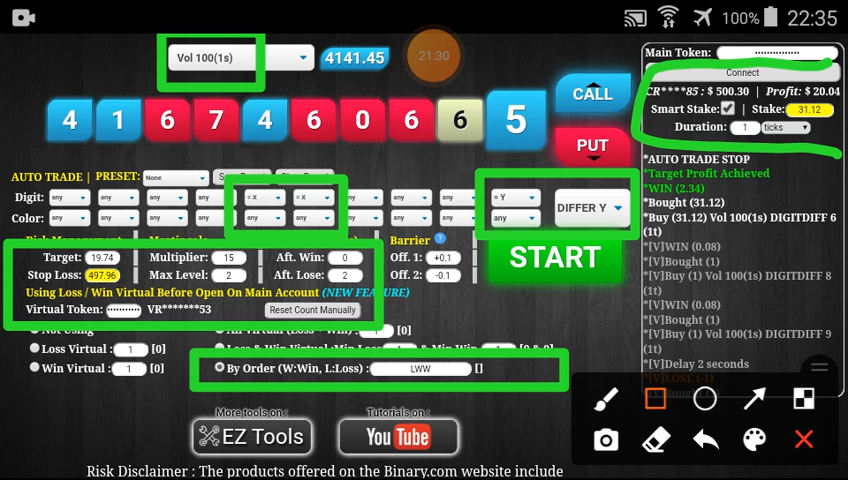 100% 22:35
Vol 100(1s) 4141.45 21:30
4 1 6 7 4 6 0 6 6 5
CALL
PUT
AUTO TRADE | PRESET: None
Digit: any any any any = X = X any any any = Y
Color: any any any any any any any any any any
DIFFER Y
Barrier ?
Target: 19.74 Multiplier: 15 Aft. Win: 0 Off. 1: +0.1
Stop Loss: 497.96 Max Level: 2 Aft. Lose: 2 Off. 2: -0.1
START
Using Loss / Win Virtual Before Open On Main Account (NEW FEATURE)
Virtual Token: ••••••••••• VR*******53 Reset Count Manually
Loss Virtual : 1 [0]
Win Virtual : 1 [0] By Order (W:Win, L:Loss) : LWW []
More tools on :
EZ Tools
Tutorials on :
YouTube
Risk Disclaimer : The products offered on the Binary.com website include
Main Token: •••••••••••••••
Connect
CR****85 : $ 500.30 | Profit: $ 20.04
Smart Stake: | Stake: 31.12
Duration: 1 ticks
*AUTO TRADE STOP
*Target Profit Achieved
*WIN (2.34)
*Bought (31.12)
*Buy (31.12) Vol 100(1s) DIGITDIFF 6
(1t)
*[V]WIN (0.08)
*[V]Bought (1)
*[V]Buy (1) Vol 100(1s) DIGITDIFF 8
(1t)
*[V]WIN (0.08)
*[V]Bought (1)
*[V]Buy (1) Vol 100(1s) DIGITDIFF 9
(1t)
*[V]Delay 2 seconds
*[V]LOSE (-1)